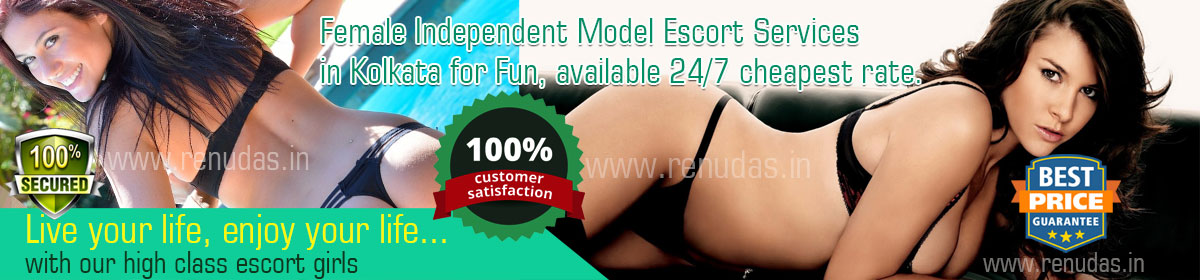 Female Independent Model Escort Services
in Kolkata for Fun, available 24/7 cheapest rate.
100%
SECURED
www.renudas.in
100%
customer
satisfaction
www.renudas.in
BEST
PRICE
GUARANTEE
Live your life, enjoy your life...
with our high class escort girls
www.renudas.in